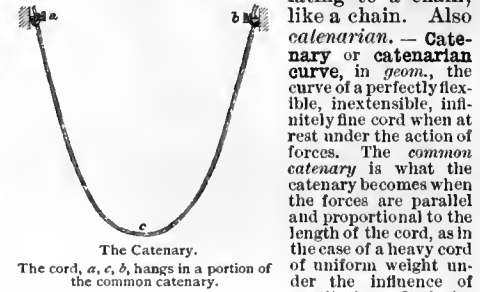 a
b
c
The Catenary.
The cord, a, c, b, hangs in a portion of
the common catenary.
like a chain. Also
catenarian. — Cate-
nary or catenarian
curve, in geom., the
curve of a perfectly flex-
ible, inextensible, infi-
nitely fine cord when at
rest under the action of
forces. The common
catenary is what the
catenary becomes when
the forces are parallel
and proportional to the
length of the cord, as in
the case of a heavy cord
of uniform weight un-
der the influence of